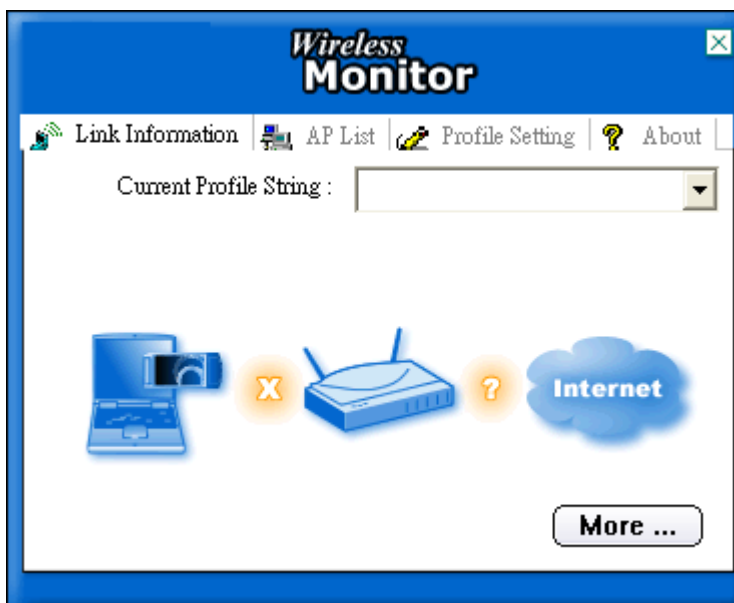 Wireless
Monitor
Link Information AP List Profile Setting ? About
Current Profile String :
X ? Internet
More ...